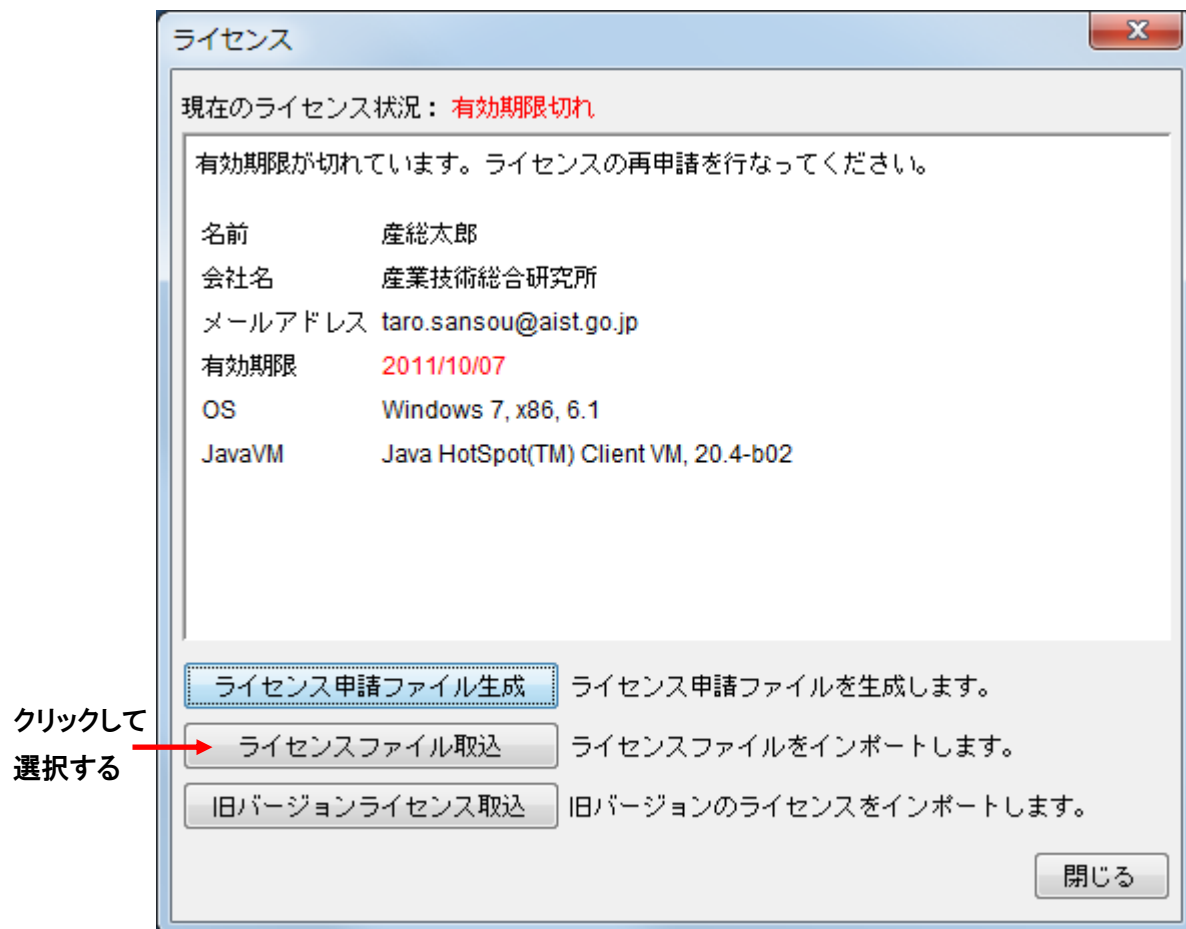 ライセンス
現在のライセンス状況： 有効期限切れ
有効期限が切れています。ライセンスの再申請を行なってください。
名前 産総太郎
会社名 産業技術総合研究所
メールアドレス taro.sansou@aist.go.jp
有効期限 2011/10/07
OS Windows 7, x86, 6.1
JavaVM Java HotSpot(TM) Client VM, 20.4-b02
ライセンス申請ファイル生成 ライセンス申請ファイルを生成します。
クリックして
選択する
ライセンスファイル取込 ライセンスファイルをインポートします。
旧バージョンライセンス取込 旧バージョンのライセンスをインポートします。
閉じる